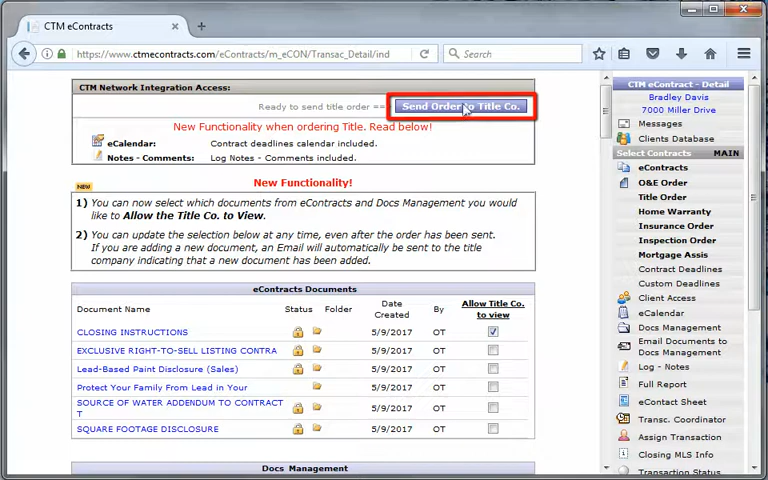 CTM eContracts
https://www.ctmecontracts.com/eContracts/m_eCON/Transac_Detail/ind
Search
CTM Network Integration Access:
Ready to send title order ==
Send Order to Title Co.
New Functionality when ordering Title. Read below!
eCalendar: Contract deadlines calendar included.
Notes - Comments: Log Notes - Comments included.
NEW
New Functionality!
1) You can now select which documents from eContracts and Docs Management you would
like to Allow the Title Co. to View.
2) You can update the selection below at any time, even after the order has been sent.
If you are adding a new document, an Email will automatically be sent to the title
company indicating that a new document has been added.
eContracts Documents
Document Name Status Folder Date Created By Allow Title Co. to view
CLOSING INSTRUCTIONS 5/9/2017 OT
EXCLUSIVE RIGHT-TO-SELL LISTING CONTRA 5/9/2017 OT
Lead-Based Paint Disclosure (Sales) 5/9/2017 OT
Protect Your Family From Lead in Your 5/9/2017 OT
SOURCE OF WATER ADDENDUM TO CONTRACT T 5/9/2017 OT
SQUARE FOOTAGE DISCLOSURE 5/9/2017 OT
Docs Management
CTM eContract - Detail
Bradley Davis
7000 Miller Drive
Messages
Clients Database
Select Contracts MAIN
eContracts
O&E Order
Title Order
Home Warranty
Insurance Order
Inspection Order
Mortgage Assis
Contract Deadlines
Custom Deadlines
Client Access
eCalendar
Docs Management
Email Documents to
Docs Management
Log - Notes
Full Report
eContact Sheet
Transc. Coordinator
Assign Transaction
Closing MLS Info
Transaction Status